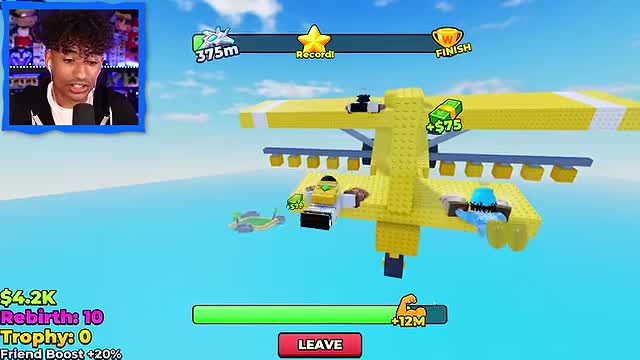 375m
Record!
W
FINISH
+$75
$4.2K
Rebirth: 10
Trophy: 0
Friend Boost +20%
+12M
LEAVE